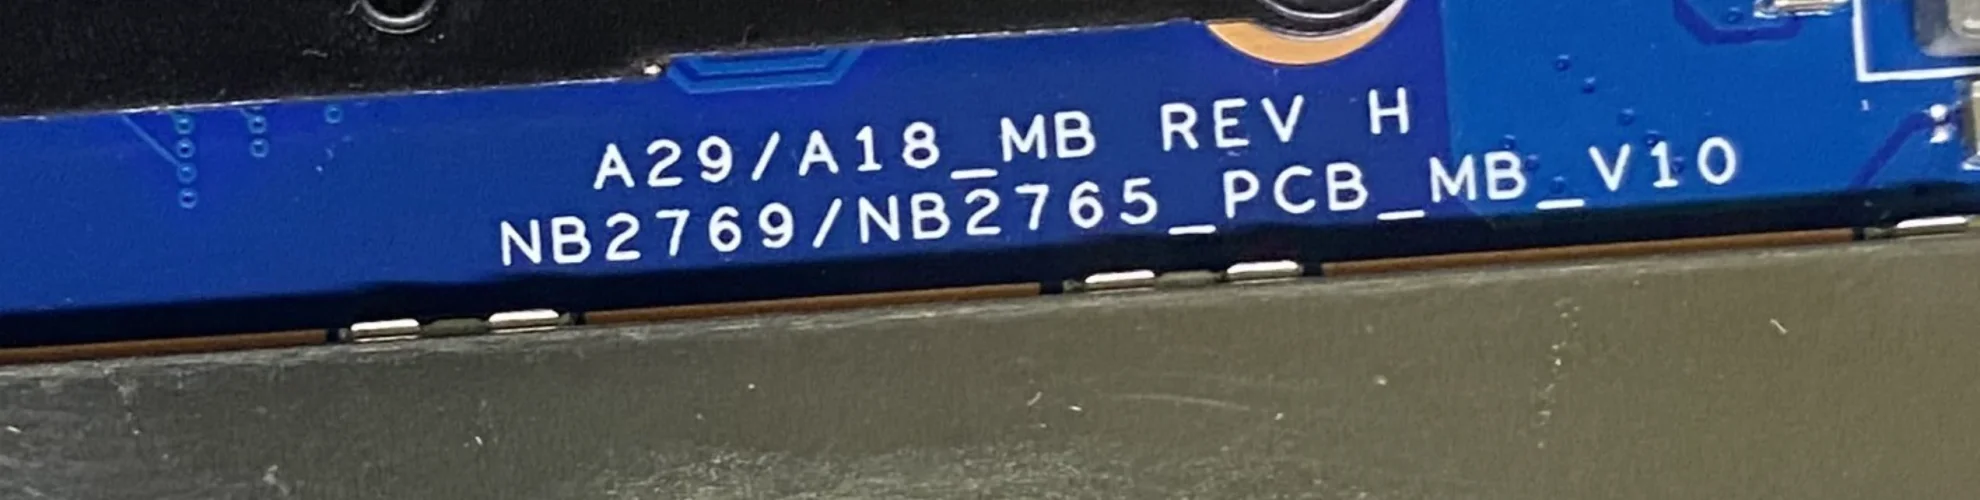 A29/A18_MB REV H
NB2769/NB2765_PCB_MB_V10